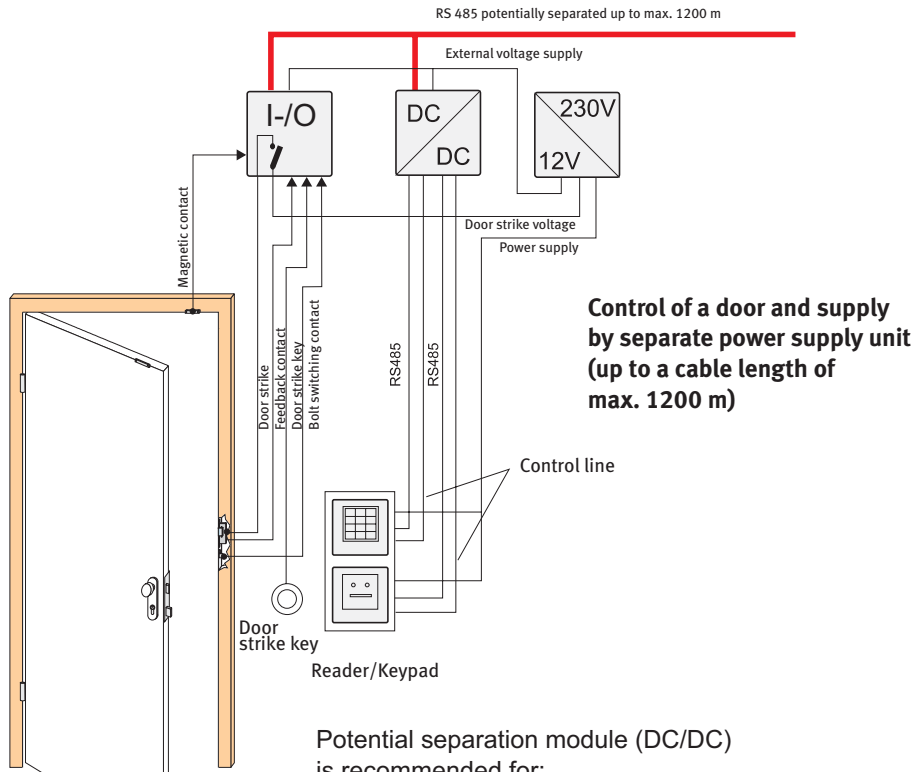 RS 485 potentially separated up to max. 1200 m
External voltage supply
I-/O
DC
DC
230V
12V
Magnetic contact
Door strike voltage
Power supply
Door strike
Feedback contact
Door strike key
Bolt switching contact
RS485
RS485
Control of a door and supply
by separate power supply unit
(up to a cable length of
max. 1200 m)
Control line
Door
strike key
Reader/Keypad
Potential separation module (DC/DC)
is recommended for: